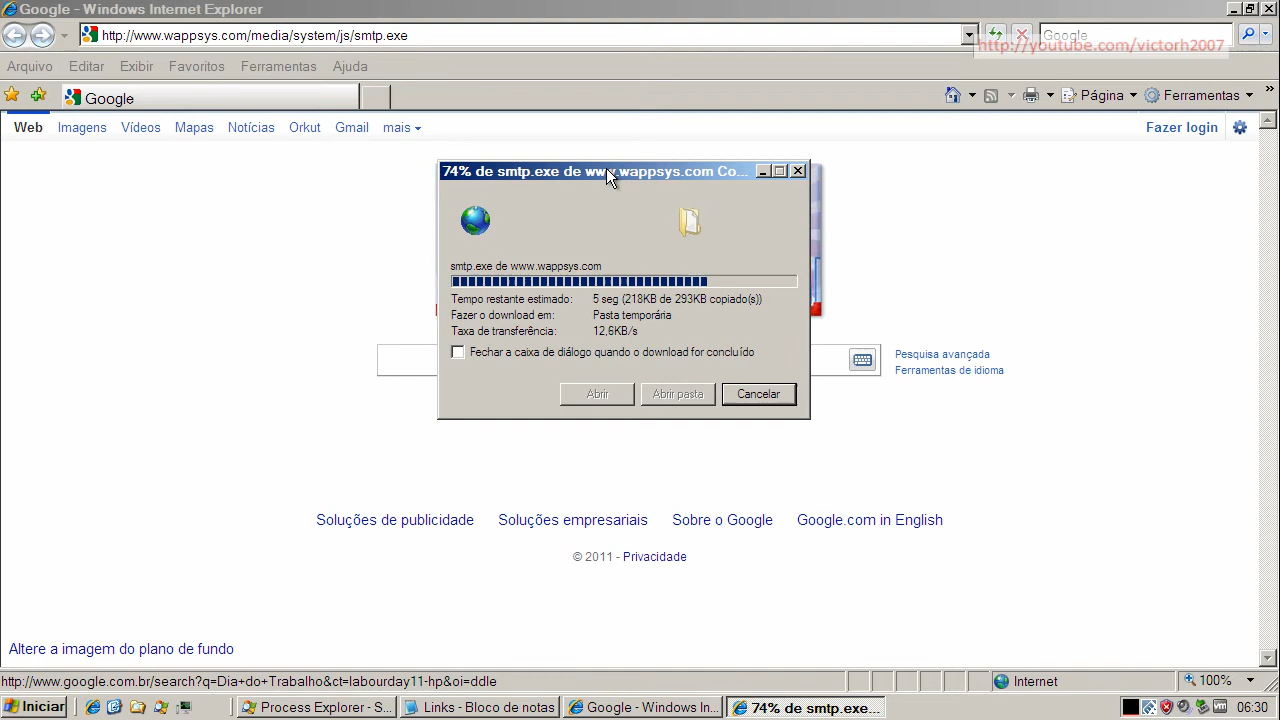 Google - Windows Internet Explorer
http://www.wappsys.com/media/system/js/smtp.exe
Google
http://youtube.com/victorh2007
Arquivo Editar Exibir Favoritos Ferramentas Ajuda
Google
Página Ferramentas »
Web Imagens Vídeos Mapas Notícias Orkut Gmail mais
Fazer login
74% de smtp.exe de www.wappsys.com Co...
smtp.exe de www.wappsys.com
Tempo restante estimado: 5 seg (218KB de 293KB copiado(s))
Fazer o download em: Pasta temporária
Taxa de transferência: 12,6KB/s
Fechar a caixa de diálogo quando o download for concluído
Abrir Abrir pasta Cancelar
Pesquisa avançada
Ferramentas de idioma
Soluções de publicidade Soluções empresariais Sobre o Google Google.com in English
© 2011 - Privacidade
Altere a imagem do plano de fundo
http://www.google.com.br/search?q=Dia+do+Trabalho&ct=labourday11-hp&oi=ddle
Internet
100%
Iniciar
Process Explorer - S...
Links - Bloco de notas
Google - Windows In...
74% de smtp.exe...
06:30